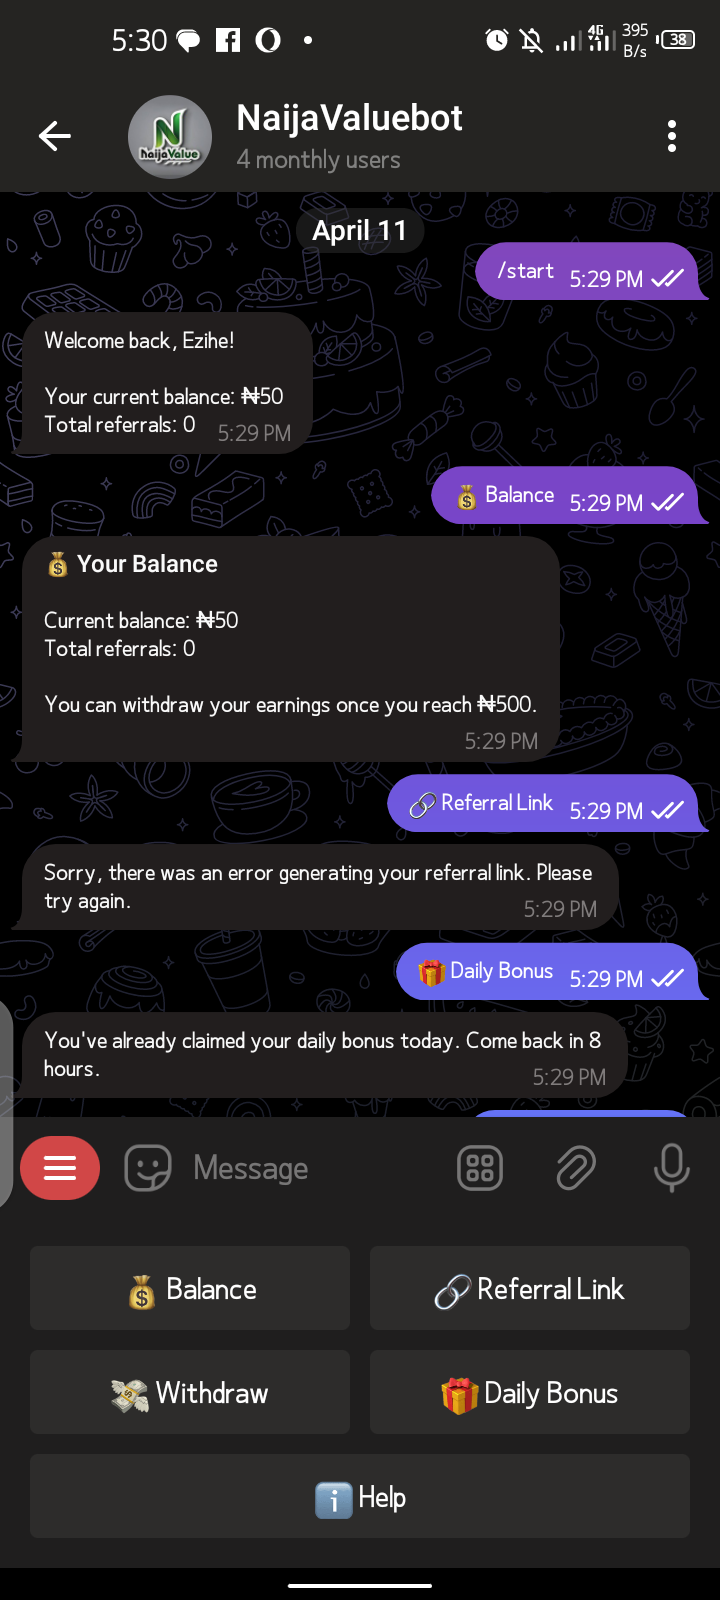 5:30
4G
395
B/s
38
NaijaValuebot
4 monthly users
N
NaijaValue
April 11
/start 5:29 PM
Welcome back, Ezihe!
Your current balance: ₦50
Total referrals: 0 5:29 PM
💰 Balance 5:29 PM
💰 Your Balance
Current balance: ₦50
Total referrals: 0
You can withdraw your earnings once you reach ₦500.
5:29 PM
🔗 Referral Link 5:29 PM
Sorry, there was an error generating your referral link. Please
try again. 5:29 PM
🎁 Daily Bonus 5:29 PM
You've already claimed your daily bonus today. Come back in 8
hours. 5:29 PM
Message
💰 Balance
🔗 Referral Link
💸 Withdraw
🎁 Daily Bonus
ℹ️ Help